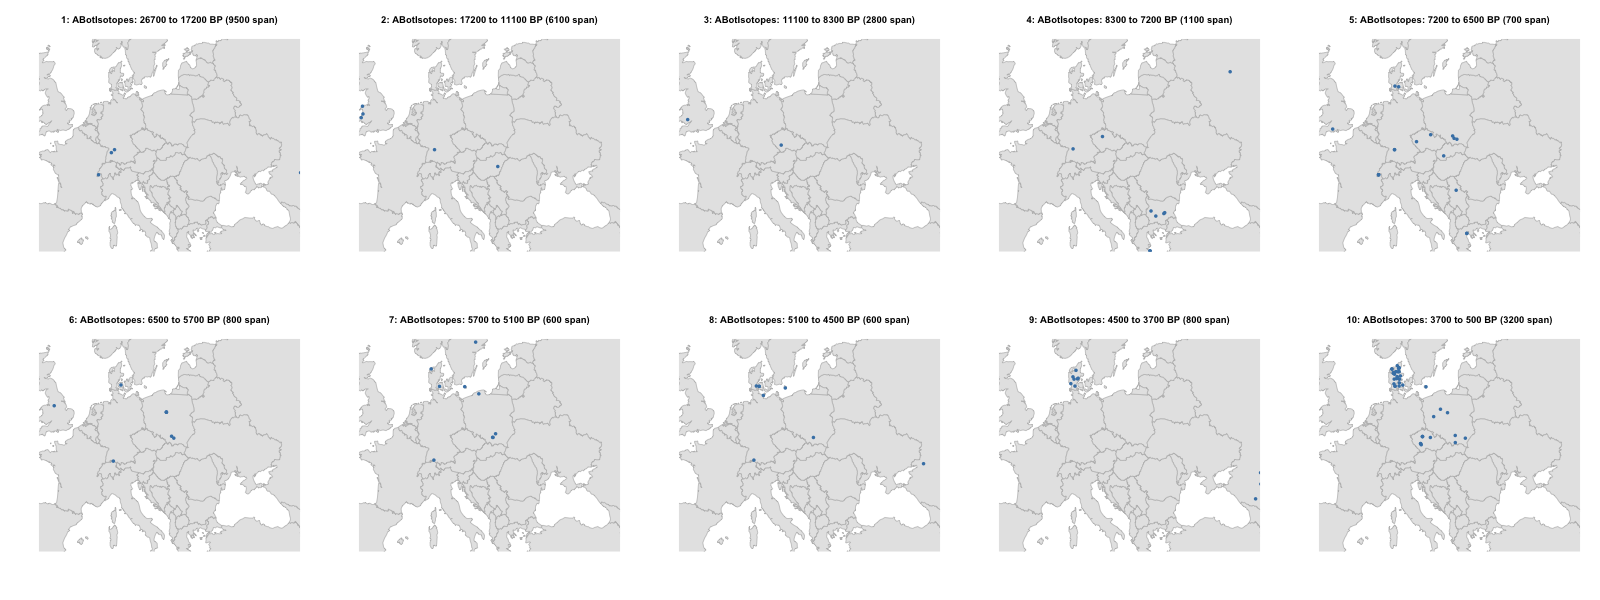 1: ABotIsotopes: 26700 to 17200 BP (9500 span)
2: ABotIsotopes: 17200 to 11100 BP (6100 span)
3: ABotIsotopes: 11100 to 8300 BP (2800 span)
4: ABotIsotopes: 8300 to 7200 BP (1100 span)
5: ABotIsotopes: 7200 to 6500 BP (700 span)
6: ABotIsotopes: 6500 to 5700 BP (800 span)
7: ABotIsotopes: 5700 to 5100 BP (600 span)
8: ABotIsotopes: 5100 to 4500 BP (600 span)
9: ABotIsotopes: 4500 to 3700 BP (800 span)
10: ABotIsotopes: 3700 to 500 BP (3200 span)